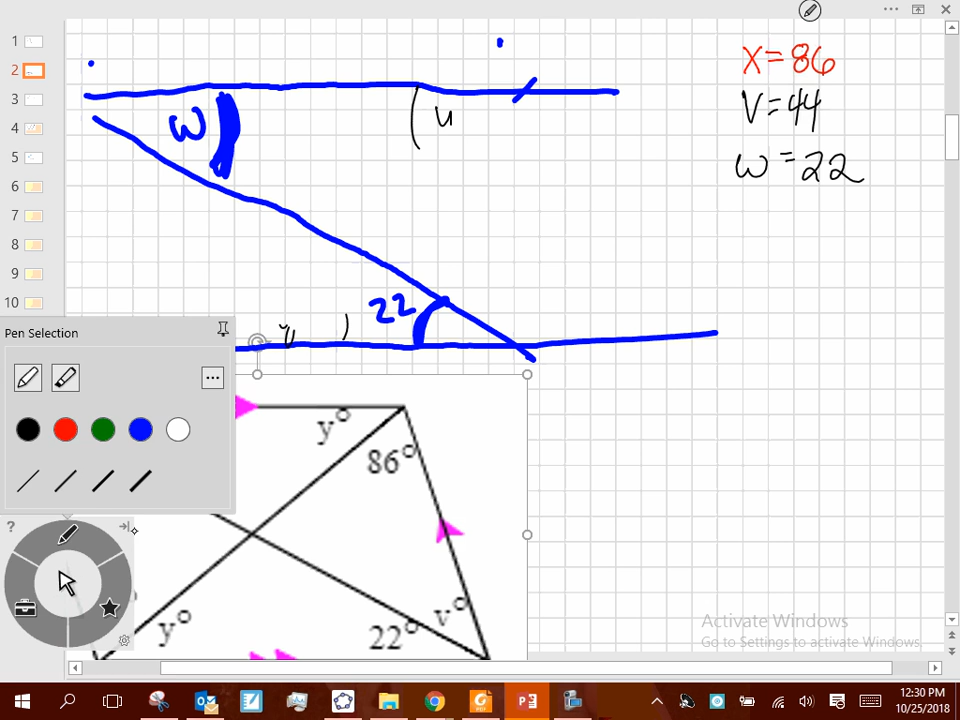 1
2
3
4
5
6
7
8
9
10
X=86
V=44
w=22
w
u
22
Pen Selection
y°
86°
y°
22°
v°
?
Activate Windows
Go to Settings to activate Windows.
12:30 PM
10/25/2018